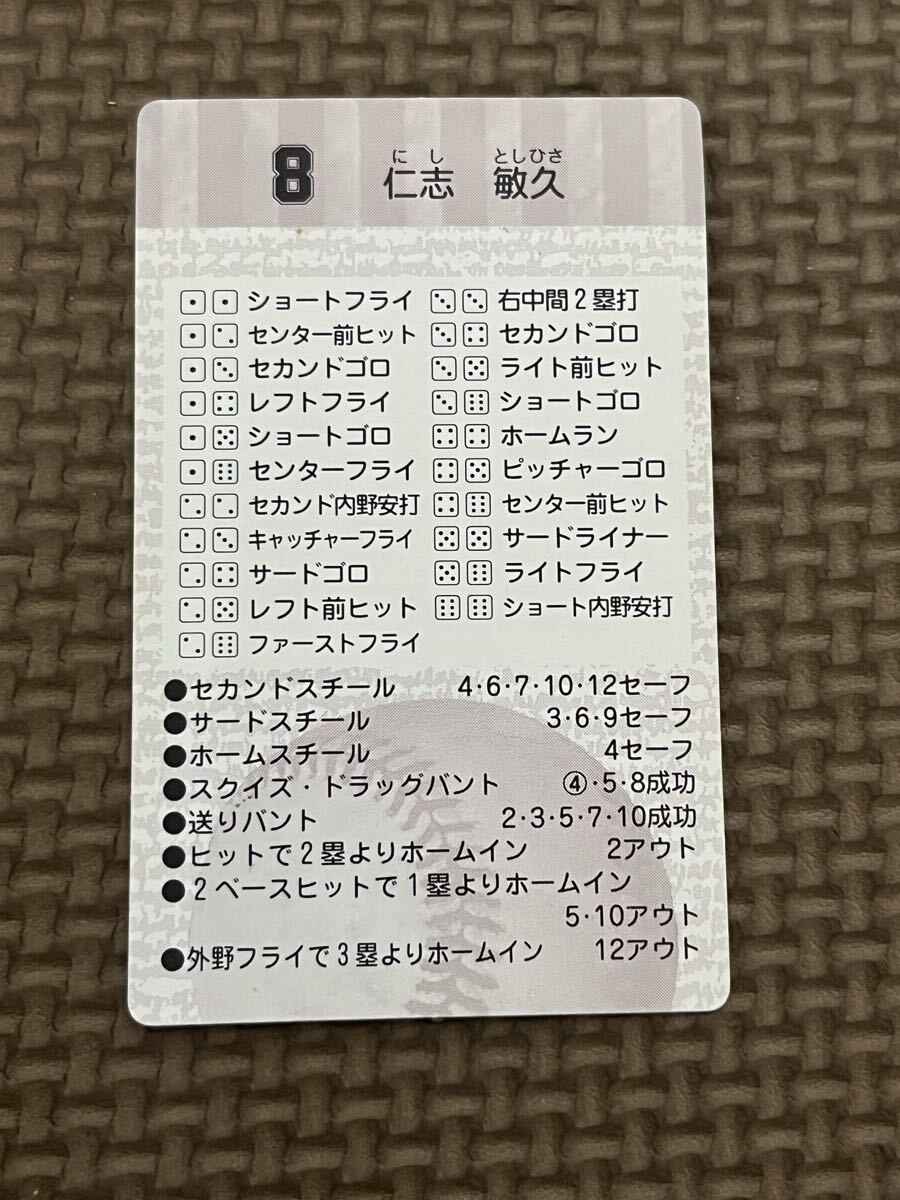 8 仁志 敏久
にし としひさ
⚀⚀ショートフライ
⚀⚁センター前ヒット
⚀⚂セカンドゴロ
⚀⚃レフトフライ
⚀⚄ショートゴロ
⚀⚅センターフライ
⚁⚁セカンド内野安打
⚁⚂キャッチャーフライ
⚁⚃サードゴロ
⚁⚄レフト前ヒット
⚁⚅ファーストフライ
⚂⚂右中間2塁打
⚂⚃セカンドゴロ
⚂⚄ライト前ヒット
⚂⚅ショートゴロ
⚃⚃ホームラン
⚃⚄ピッチャーゴロ
⚃⚅センター前ヒット
⚄⚄サードライナー
⚄⚅ライトフライ
⚅⚅ショート内野安打
●セカンドスチール 4・6・7・10・12セーフ
●サードスチール 3・6・9セーフ
●ホームスチール 4セーフ
●スクイズ・ドラッグバント ④・5・8成功
●送りバント 2・3・5・7・10成功
●ヒットで2塁よりホームイン 2アウト
●2ベースヒットで1塁よりホームイン
5・10アウト
●外野フライで3塁よりホームイン 12アウト